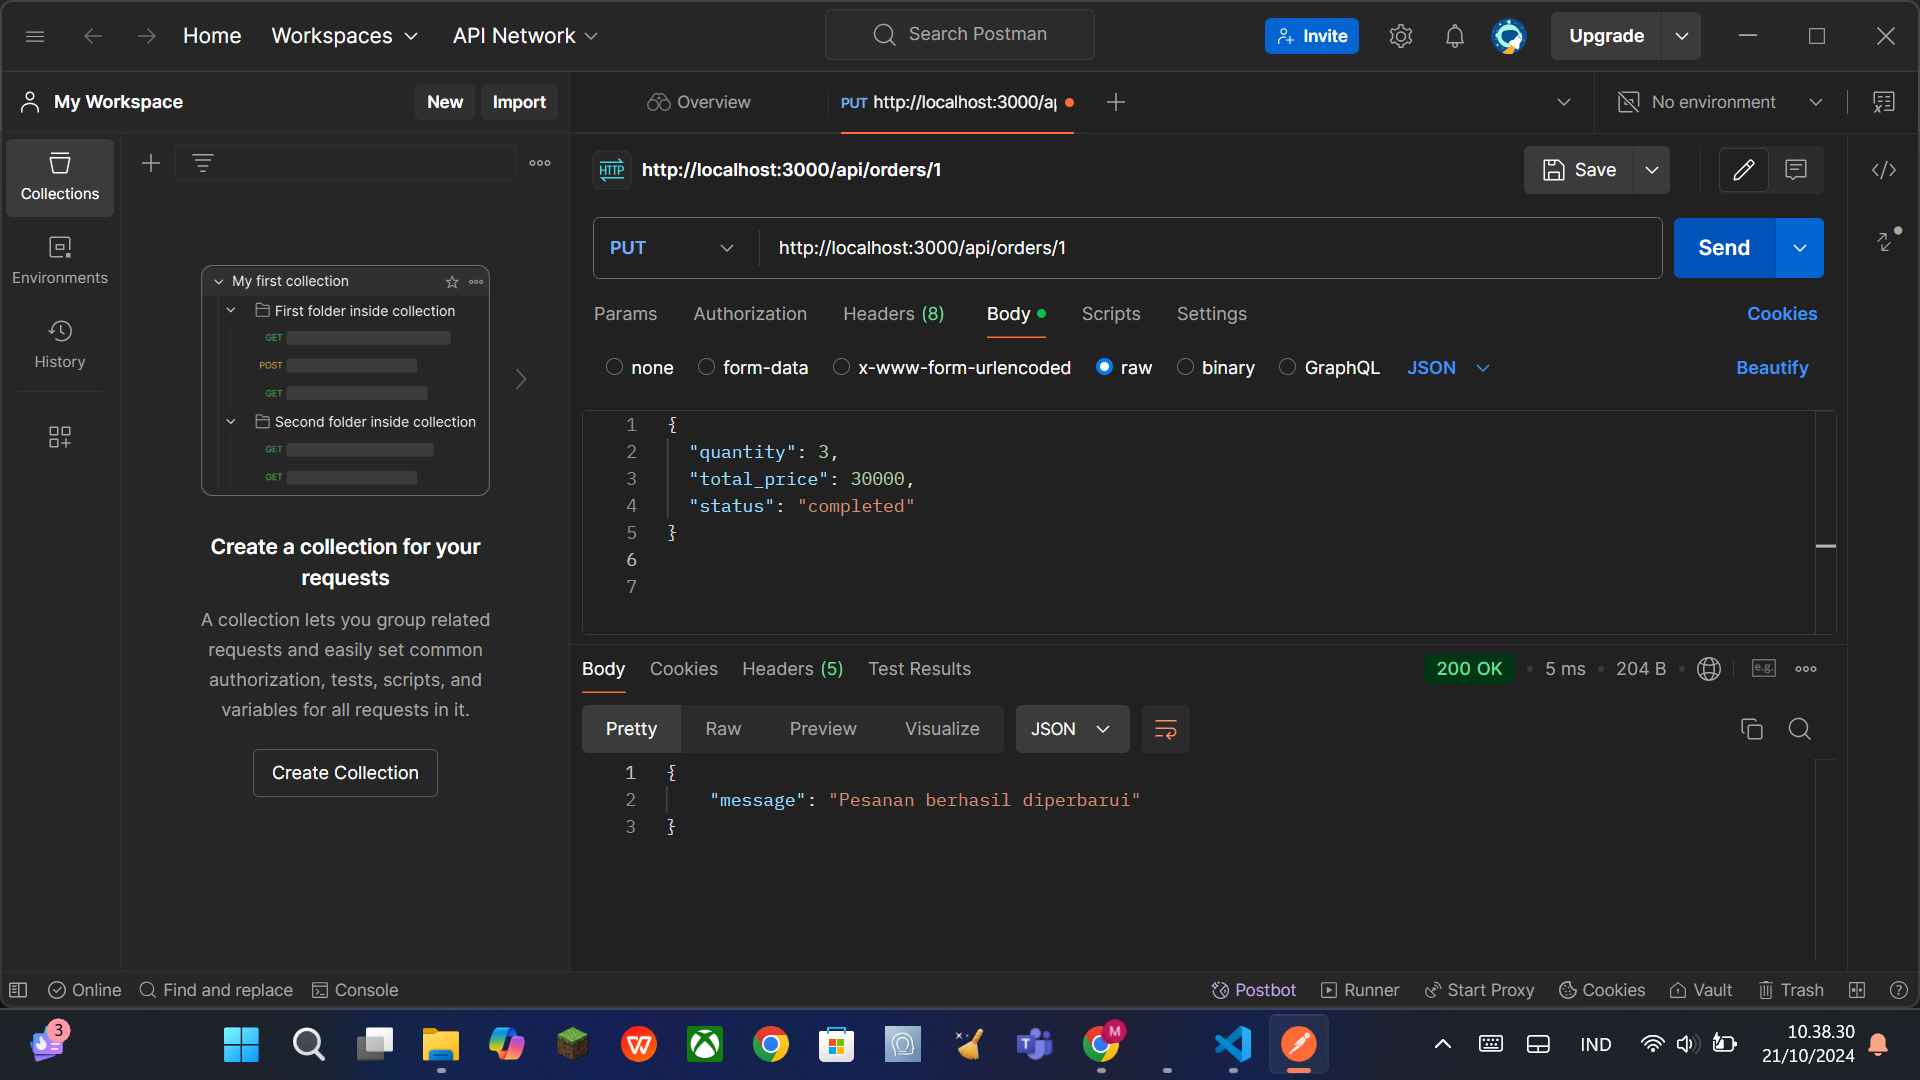 Home
Workspaces
API Network
Search Postman
Invite
Upgrade
My Workspace
New
Import
Overview
PUT http://localhost:3000/a
No environment
Collections
Environments
History
My first collection
First folder inside collection
GET
POST
GET
Second folder inside collection
GET
GET
Create a collection for your
requests
A collection lets you group related
requests and easily set common
authorization, tests, scripts, and
variables for all requests in it.
Create Collection
HTTP
http://localhost:3000/api/orders/1
Save
PUT
http://localhost:3000/api/orders/1
Send
Params
Authorization
Headers (8)
Body
Scripts
Settings
Cookies
none
form-data
x-www-form-urlencoded
raw
binary
GraphQL
JSON
Beautify
1 {
2 "quantity": 3,
3 "total_price": 30000,
4 "status": "completed"
5 }
6
7
Body
Cookies
Headers (5)
Test Results
200 OK
5 ms
204 B
e.g.
Pretty
Raw
Preview
Visualize
JSON
1 {
2 "message": "Pesanan berhasil diperbarui"
3 }
Online
Find and replace
Console
Postbot
Runner
Start Proxy
Cookies
Vault
Trash
3
M
IND
10.38.30
21/10/2024